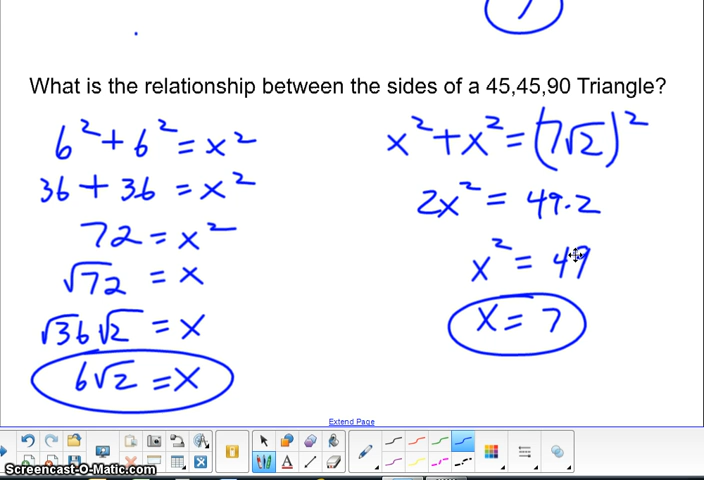 7
What is the relationship between the sides of a 45,45,90 Triangle?
6² + 6² = x²
36 + 36 = x²
72 = x²
√72 = x
√36 √2 = x
6√2 = x
x² + x² = (7√2)²
2x² = 49·2
x² = 49
x = 7
Extend Page
A
Screencast-O-Matic.com